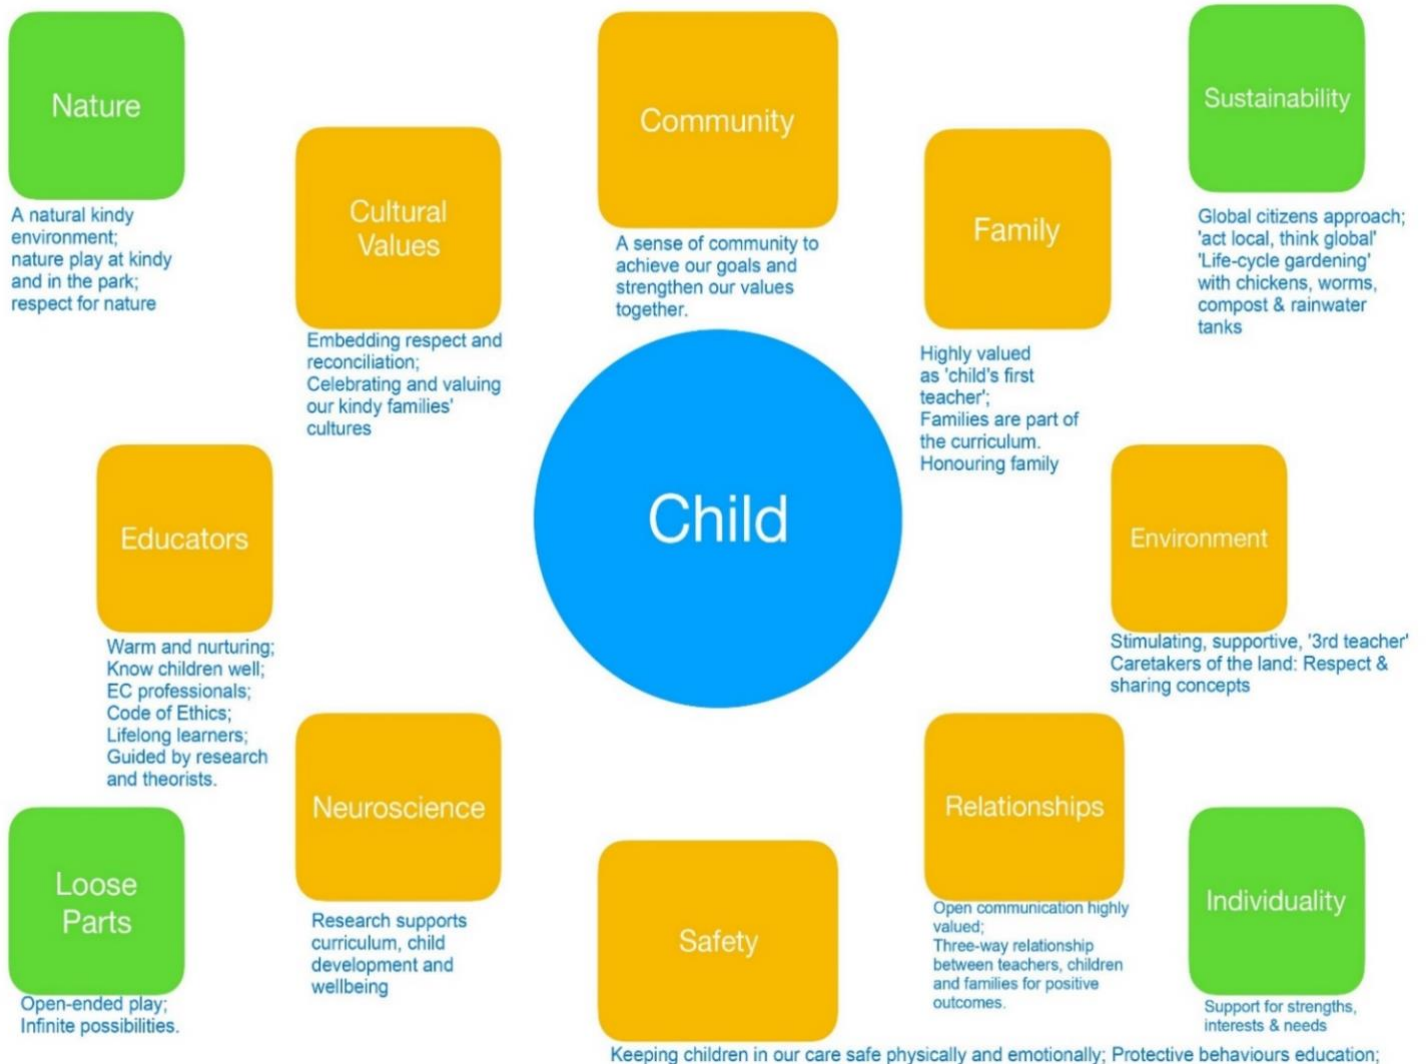 Nature
A natural kindy
environment;
nature play at kindy
and in the park;
respect for nature
Cultural
Values
Embedding respect and
reconciliation;
Celebrating and valuing
our kindy families'
cultures
Community
A sense of community to
achieve our goals and
strengthen our values
together.
Family
Highly valued
as 'child's first
teacher';
Families are part of
the curriculum.
Honouring family
Sustainability
Global citizens approach;
'act local, think global'
'Life-cycle gardening'
with chickens, worms,
compost & rainwater
tanks
Educators
Warm and nurturing;
Know children well;
EC professionals;
Code of Ethics;
Lifelong learners;
Guided by research
and theorists.
Child
Environment
Stimulating, supportive, '3rd teacher'
Caretakers of the land: Respect &
sharing concepts
Loose
Parts
Open-ended play;
Infinite possibilities.
Neuroscience
Research supports
curriculum, child
development and
wellbeing
Safety
Keeping children in our care safe physically and emotionally; Protective behaviours education;
Relationships
Open communication highly
valued;
Three-way relationship
between teachers, children
and families for positive
outcomes.
Individuality
Support for strengths,
interests & needs